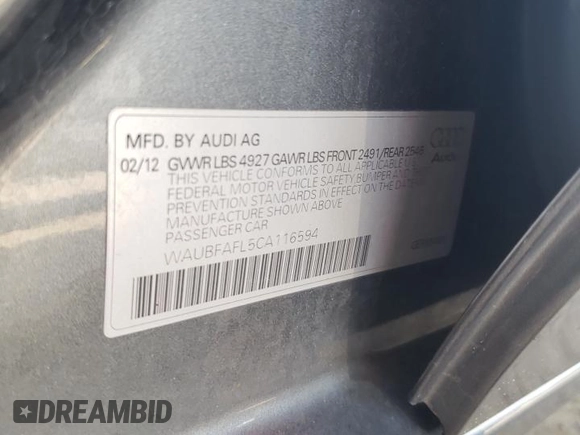 MFD. BY AUDI AG
02/12 GVWR LBS 4927 GAWR LBS FRONT 2491/REAR 2546
THIS VEHICLE CONFORMS TO ALL APPLICABLE
FEDERAL MOTOR VEHICLE SAFETY, BUMPER AND
PREVENTION STANDARDS IN EFFECT ON THE DATE
MANUFACTURE SHOWN ABOVE.
PASSENGER CAR
Audi
WAUBFAFL5CA116594
DREAMBID